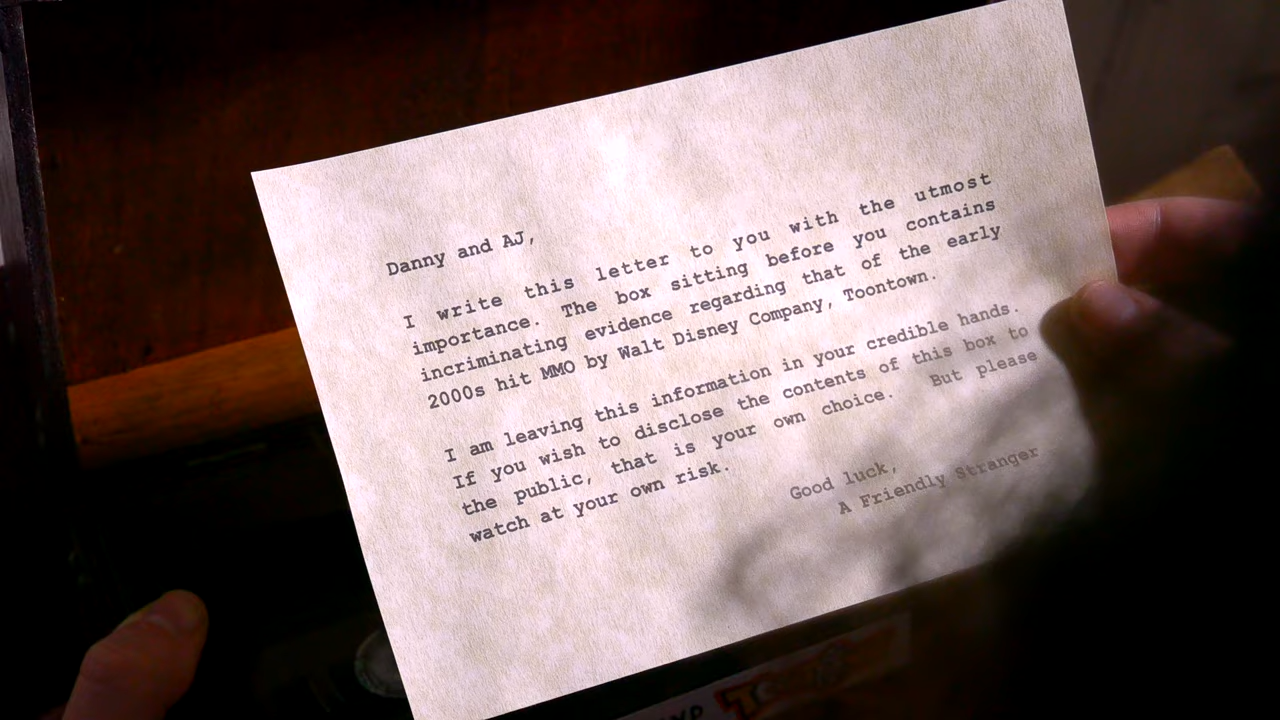 Danny and AJ,
I write this letter to you with the utmost
importance. The box sitting before you contains
incriminating evidence regarding that of the early
2000s hit MMO by Walt Disney Company, Toontown.
I am leaving this information in your credible hands.
If you wish to disclose the contents of this box to
the public, that is your own choice. But please
watch at your own risk.
Good luck,
A Friendly Stranger